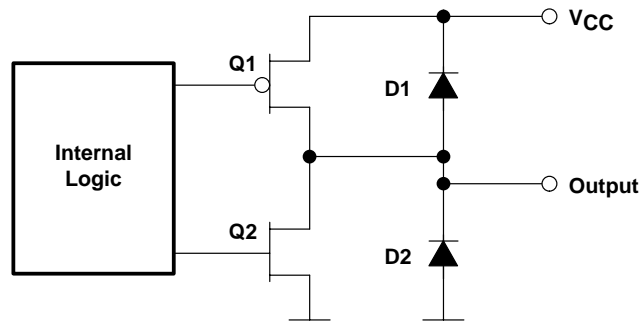 VCC
Q1
D1
Internal
Logic
Output
Q2
D2